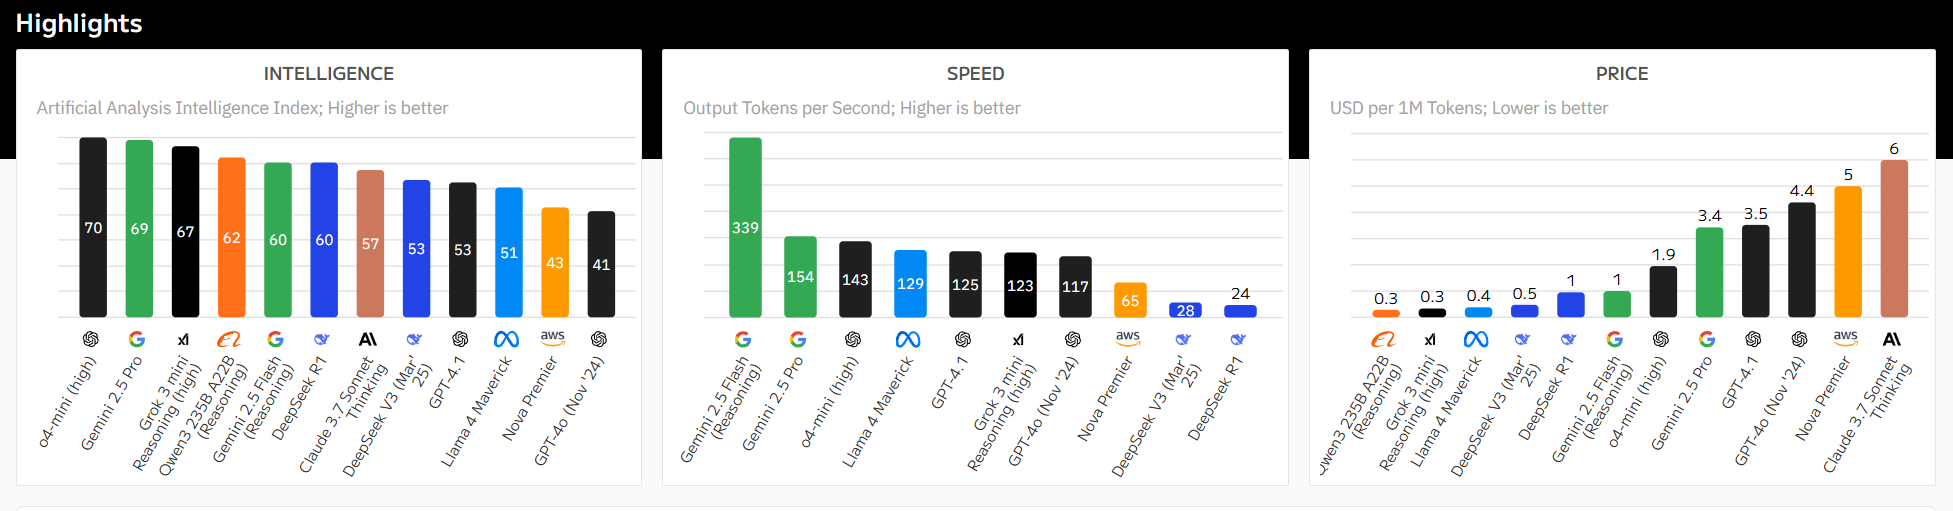 Highlights
INTELLIGENCE
Artificial Analysis Intelligence Index; Higher is better
70
69
67
62
60
60
57
53
53
51
43
41
aws
o4-mini (high)
Gemini 2.5 Pro
Grok 3 mini
Reasoning (high)
Qwen3 235B A22B
(Reasoning)
Gemini 2.5 Flash
(Reasoning)
DeepSeek R1
Claude 3.7 Sonnet
Thinking
DeepSeek V3 (Mar'
25)
GPT-4.1
Llama 4 Maverick
Nova Premier
GPT-4o (Nov '24)
SPEED
Output Tokens per Second; Higher is better
339
154
143
129
125
123
117
65
28
24
aws
Gemini 2.5 Flash
(Reasoning)
Gemini 2.5 Pro
o4-mini (high)
Llama 4 Maverick
GPT-4.1
Grok 3 mini
Reasoning (high)
GPT-4o (Nov '24)
Nova Premier
DeepSeek V3 (Mar'
25)
DeepSeek R1
PRICE
USD per 1M Tokens; Lower is better
0.3
0.3
0.4
0.5
1
1
1.9
3.4
3.5
4.4
5
6
aws
Qwen3 235B A22B
(Reasoning)
Grok 3 mini
Reasoning (high)
Llama 4 Maverick
DeepSeek V3 (Mar'
25)
DeepSeek R1
Gemini 2.5 Flash
(Reasoning)
o4-mini (high)
Gemini 2.5 Pro
GPT-4.1
GPT-4o (Nov '24)
Nova Premier
Claude 3.7 Sonnet
Thinking